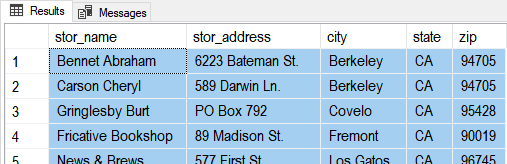 Results Messages
stor_name stor_address city state zip
1 Bennet Abraham 6223 Bateman St. Berkeley CA 94705
2 Carson Cheryl 589 Darwin Ln. Berkeley CA 94705
3 Gringlesby Burt PO Box 792 Covelo CA 95428
4 Fricative Bookshop 89 Madison St. Fremont CA 90019
5 News & Brews 577 First St. Los Gatos CA 96745